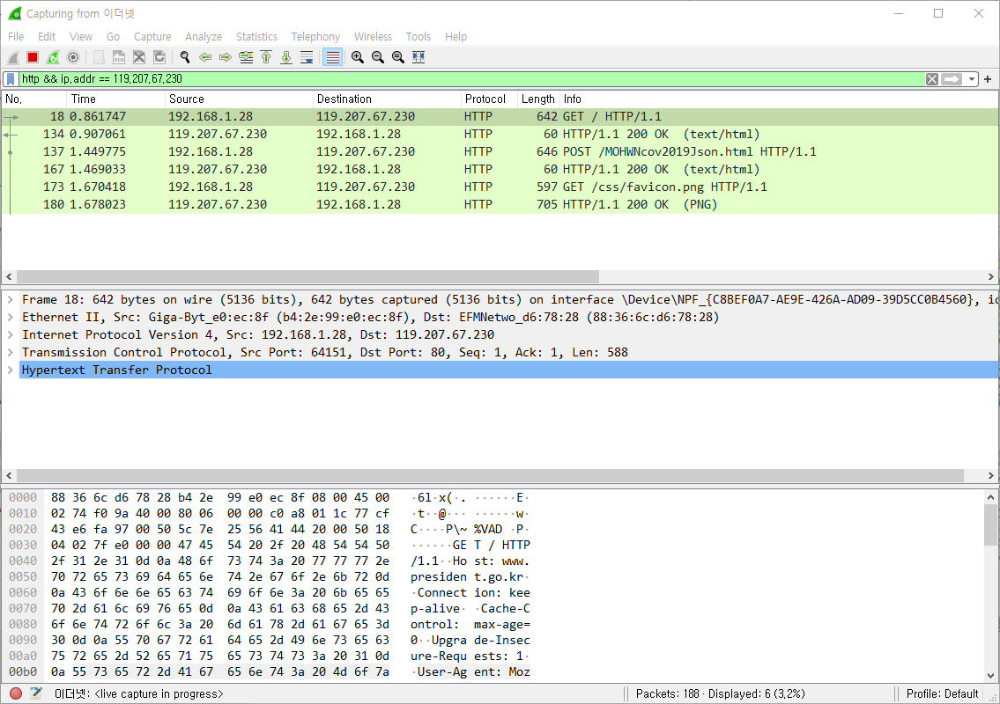 Capturing from 이더넷
File Edit View Go Capture Analyze Statistics Telephony Wireless Tools Help
http && ip.addr == 119.207.67.230
No. Time Source Destination Protocol Length Info
18 0.861747 192.168.1.28 119.207.67.230 HTTP 642 GET / HTTP/1.1
134 0.907061 119.207.67.230 192.168.1.28 HTTP 60 HTTP/1.1 200 OK (text/html)
137 1.449775 192.168.1.28 119.207.67.230 HTTP 646 POST /MOHWNcov2019Json.html HTTP/1.1
167 1.469033 119.207.67.230 192.168.1.28 HTTP 60 HTTP/1.1 200 OK (text/html)
173 1.670418 192.168.1.28 119.207.67.230 HTTP 597 GET /css/favicon.png HTTP/1.1
180 1.678023 119.207.67.230 192.168.1.28 HTTP 705 HTTP/1.1 200 OK (PNG)
Frame 18: 642 bytes on wire (5136 bits), 642 bytes captured (5136 bits) on interface \Device\NPF_{C8BEF0A7-AE9E-426A-AD09-39D5CC0B4560}, id
Ethernet II, Src: Giga-Byt_e0:ec:8f (b4:2e:99:e0:ec:8f), Dst: EFMNetwo_d6:78:28 (88:36:6c:d6:78:28)
Internet Protocol Version 4, Src: 192.168.1.28, Dst: 119.207.67.230
Transmission Control Protocol, Src Port: 64151, Dst Port: 80, Seq: 1, Ack: 1, Len: 588
Hypertext Transfer Protocol
0000 88 36 6c d6 78 28 b4 2e 99 e0 ec 8f 08 00 45 00 ·6l·x(·. ······E·
0010 02 74 f0 9a 40 00 80 06 00 00 c0 a8 01 1c 77 cf ·t··@··· ······w·
0020 43 e6 fa 97 00 50 5c 7e 25 56 41 44 20 00 50 18 C····P\~ %VAD ·P·
0030 04 02 7f e0 00 00 47 45 54 20 2f 20 48 54 54 50 ······GE T / HTTP
0040 2f 31 2e 31 0d 0a 48 6f 73 74 3a 20 77 77 77 2e /1.1··Ho st: www.
0050 70 72 65 73 69 64 65 6e 74 2e 67 6f 2e 6b 72 0d presiden t.go.kr·
0060 0a 43 6f 6e 6e 65 63 74 69 6f 6e 3a 20 6b 65 65 ·Connect ion: kee
0070 70 2d 61 6c 69 76 65 0d 0a 43 61 63 68 65 2d 43 p-alive· ·Cache-C
0080 6f 6e 74 72 6f 6c 3a 20 6d 61 78 2d 61 67 65 3d ontrol: max-age=
0090 30 0d 0a 55 70 67 72 61 64 65 2d 49 6e 73 65 63 0··Upgra de-Insec
00a0 75 72 65 2d 52 65 71 75 65 73 74 73 3a 20 31 0d ure-Requ ests: 1·
00b0 0a 55 73 65 72 2d 41 67 65 6e 74 3a 20 4d 6f 7a ·User-Ag ent: Moz
이더넷: <live capture in progress> Packets: 188 · Displayed: 6 (3.2%) Profile: Default